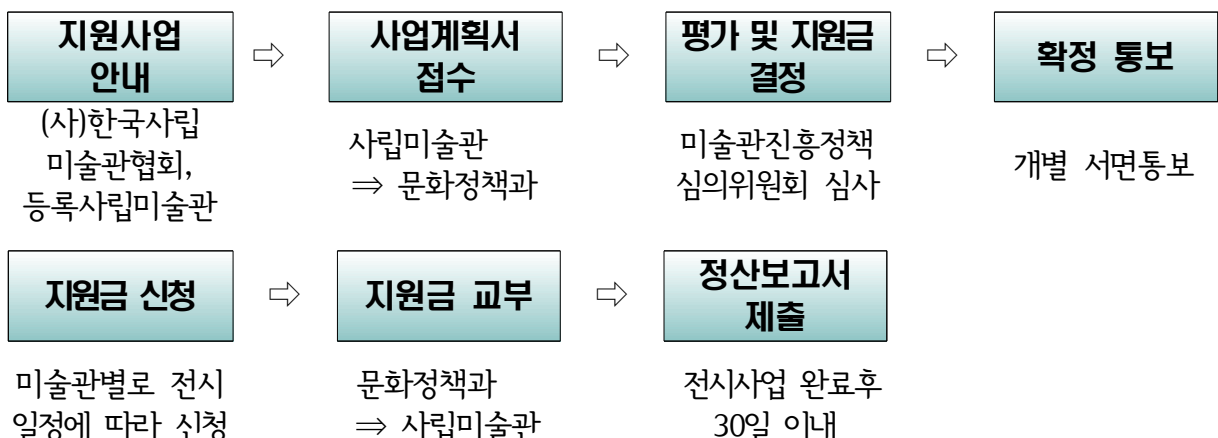 지원사업
안내
⇨
사업계획서
접수
⇨
평가 및 지원금
결정
⇨
확정 통보
(사)한국사립
미술관협회,
등록사립미술관
사립미술관
⇒ 문화정책과
미술관진흥정책
심의위원회 심사
개별 서면통보
지원금 신청
⇨
지원금 교부
⇨
정산보고서
제출
미술관별로 전시
일정에 따라 신청
문화정책과
⇒ 사립미술관
전시사업 완료후
30일 이내